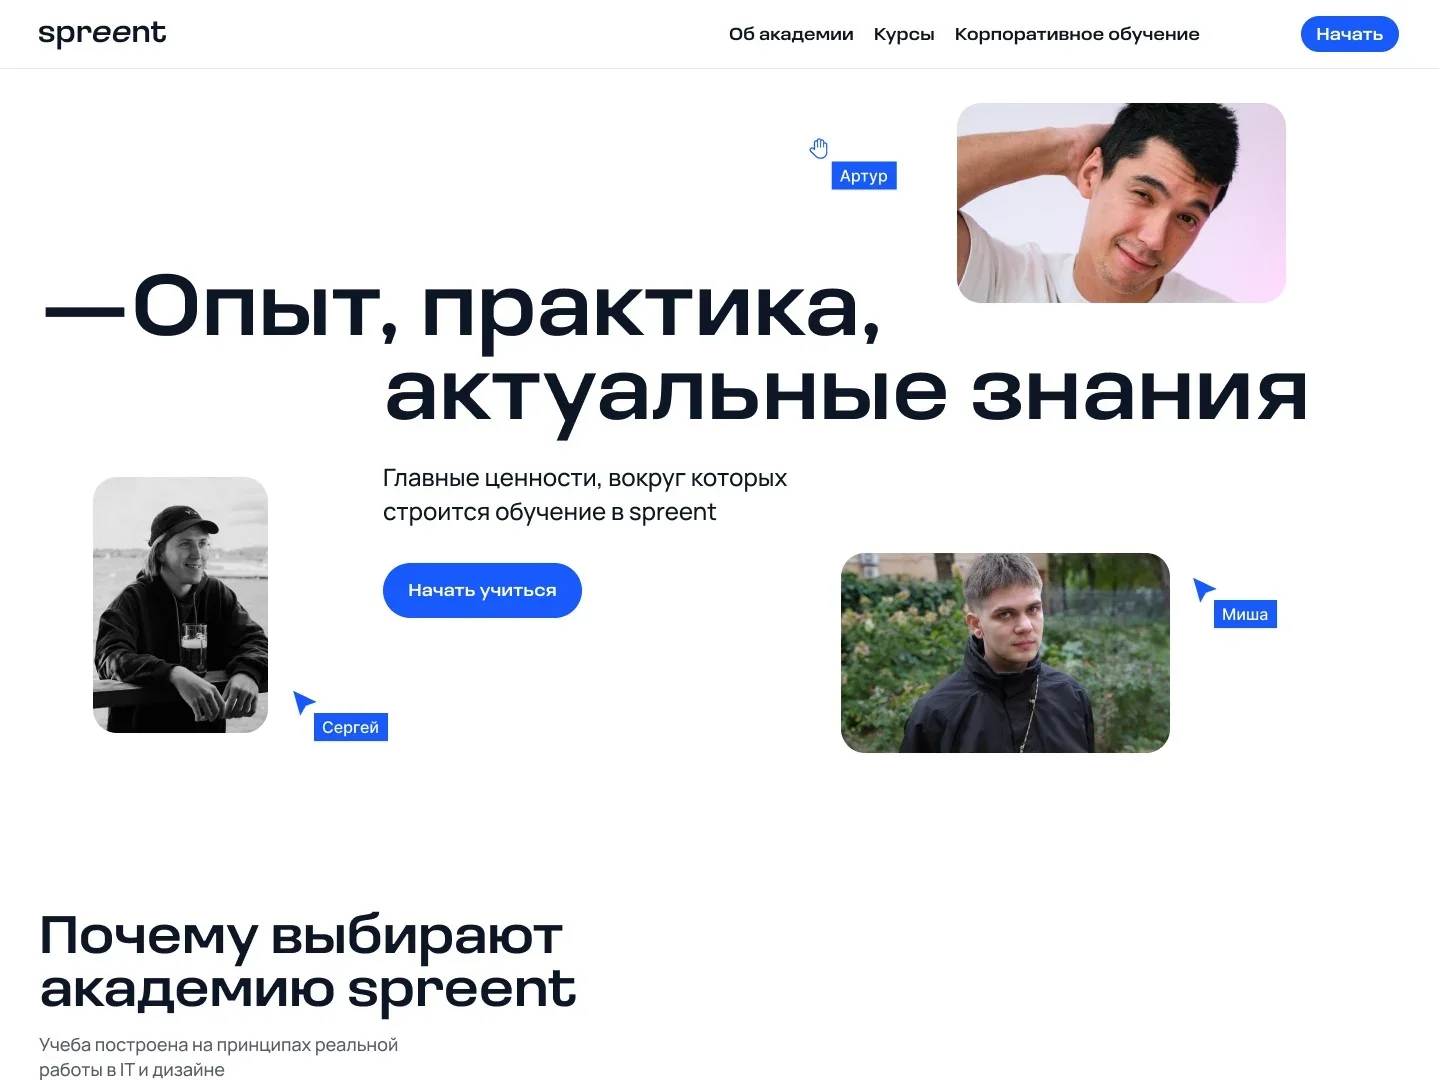 spreent
Об академии
Курсы
Корпоративное обучение
Начать
Артур
—Опыт, практика,
актуальные знания
Главные ценности, вокруг которых
строится обучение в spreent
Начать учиться
Миша
Сергей
Почему выбирают
академию spreent
Учеба построена на принципах реальной
работы в IT и дизайне